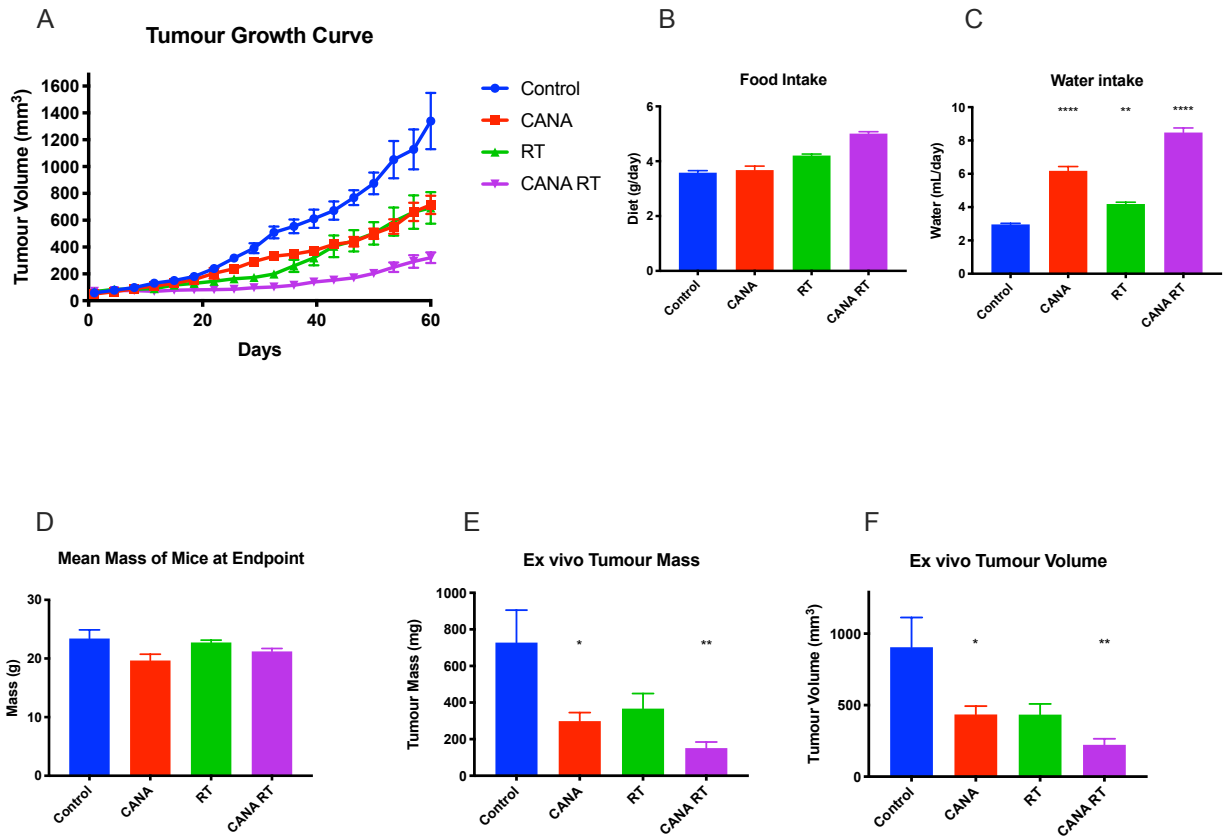 A
Tumour Growth Curve
Tumour Volume (mm³)
1600
1400
1200
1000
800
600
400
200
0
0
20
40
60
Days
Control
CANA
RT
CANA RT
B
Food Intake
Diet (g/day)
6
4
2
0
Control
CANA
RT
CANA RT
C
Water intake
Water (mL/day)
10
8
6
4
2
0
****
**
****
Control
CANA
RT
CANA RT
D
Mean Mass of Mice at Endpoint
Mass (g)
30
20
10
0
Control
CANA
RT
CANA RT
E
Ex vivo Tumour Mass
Tumour Mass (mg)
1000
800
600
400
200
0
*
**
Control
CANA
RT
CANA RT
F
Ex vivo Tumour Volume
Tumour Volume (mm³)
1000
500
0
*
**
Control
CANA
RT
CANA RT